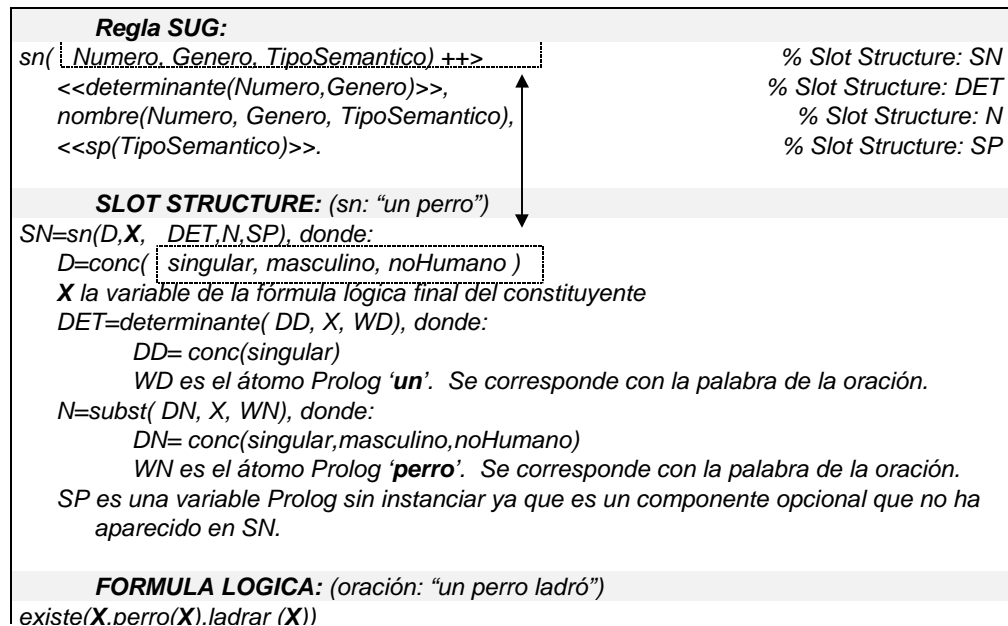 Regla SUG:
sn( Numero, Genero, TipoSemantico) ++> % Slot Structure: SN
<<determinante(Numero,Genero)>>, % Slot Structure: DET
nombre(Numero, Genero, TipoSemantico), % Slot Structure: N
<<sp(TipoSemantico)>>. % Slot Structure: SP
SLOT STRUCTURE: (sn: “un perro”)
SN=sn(D,X, DET,N,SP), donde:
D=conc( singular, masculino, noHumano )
X la variable de la fórmula lógica final del constituyente
DET=determinante( DD, X, WD), donde:
DD= conc(singular)
WD es el átomo Prolog ‘un’. Se corresponde con la palabra de la oración.
N=subst( DN, X, WN), donde:
DN= conc(singular,masculino,noHumano)
WN es el átomo Prolog ‘perro’. Se corresponde con la palabra de la oración.
SP es una variable Prolog sin instanciar ya que es un componente opcional que no ha
aparecido en SN.
FORMULA LOGICA: (oración: “un perro ladró”)
existe(X,perro(X),ladrar (X))